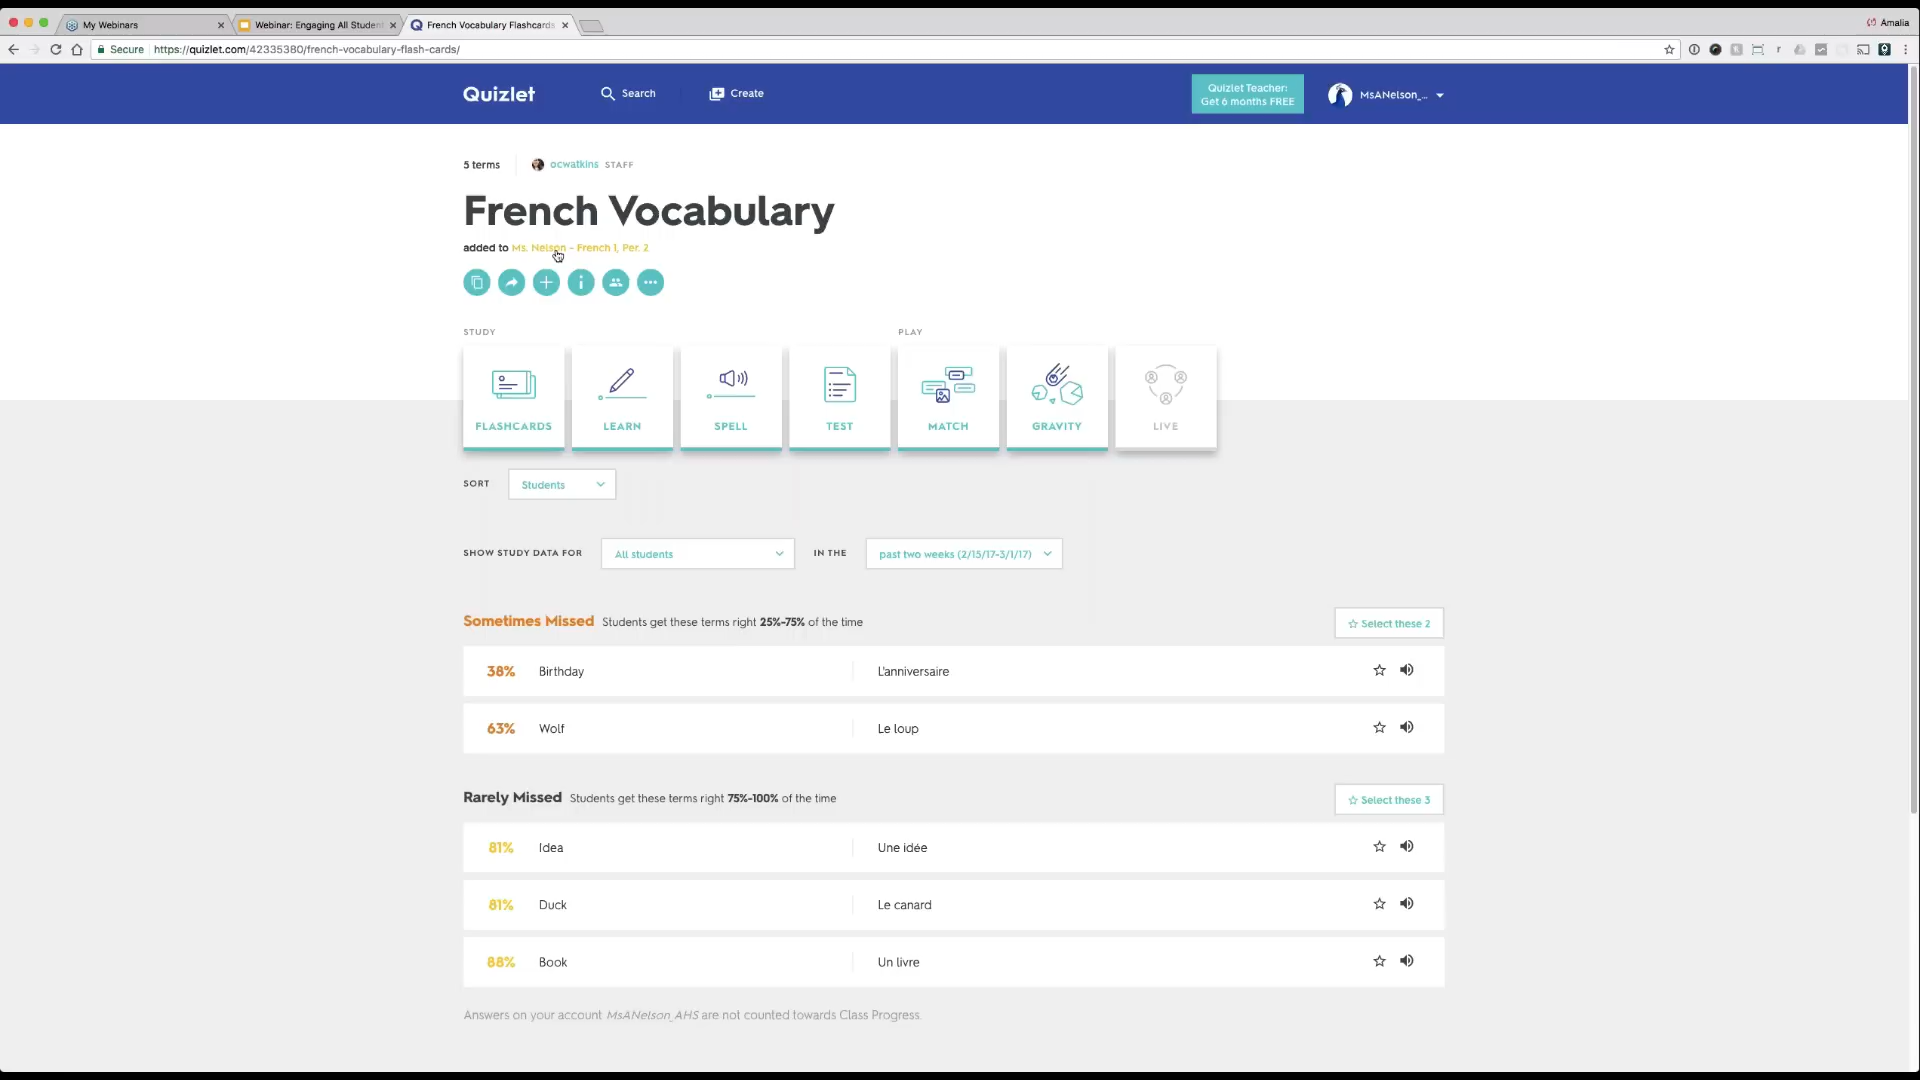 My Webinars
Webinar: Engaging All Studen
French Vocabulary Flashcards
Amalia
Secure https://quizlet.com/42335380/french-vocabulary-flash-cards/
Quizlet
Search
Create
Quizlet Teacher:
Get 6 months FREE
MsANelson_...
5 terms
ocwatkins STAFF
French Vocabulary
added to Ms. Nelson - French 1, Per. 2
STUDY
PLAY
FLASHCARDS
LEARN
SPELL
TEST
MATCH
GRAVITY
LIVE
SORT
Students
SHOW STUDY DATA FOR
All students
IN THE
past two weeks (2/15/17-3/1/17)
Sometimes Missed Students get these terms right 25%-75% of the time
Select these 2
38% Birthday L'anniversaire
63% Wolf Le loup
Rarely Missed Students get these terms right 75%-100% of the time
Select these 3
81% Idea Une idée
81% Duck Le canard
88% Book Un livre
Answers on your account MsANelson_AHS are not counted towards Class Progress.